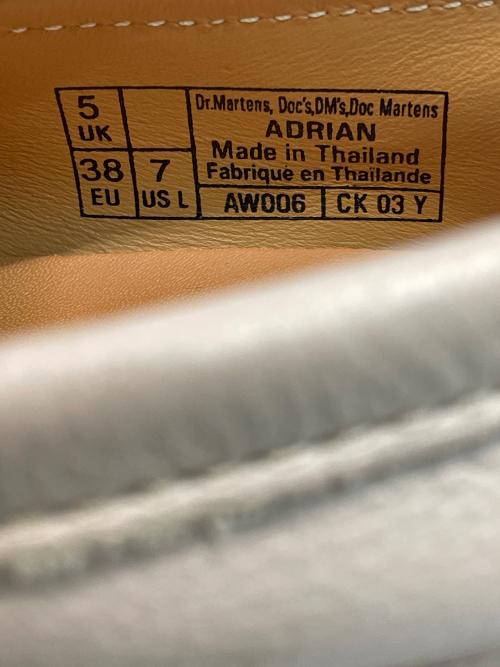 5
UK
38
EU
7
US L
Dr.Martens, Doc's,DM's,Doc Martens
ADRIAN
Made in Thailand
Fabriqué en Thaïlande
AW006
CK 03 Y